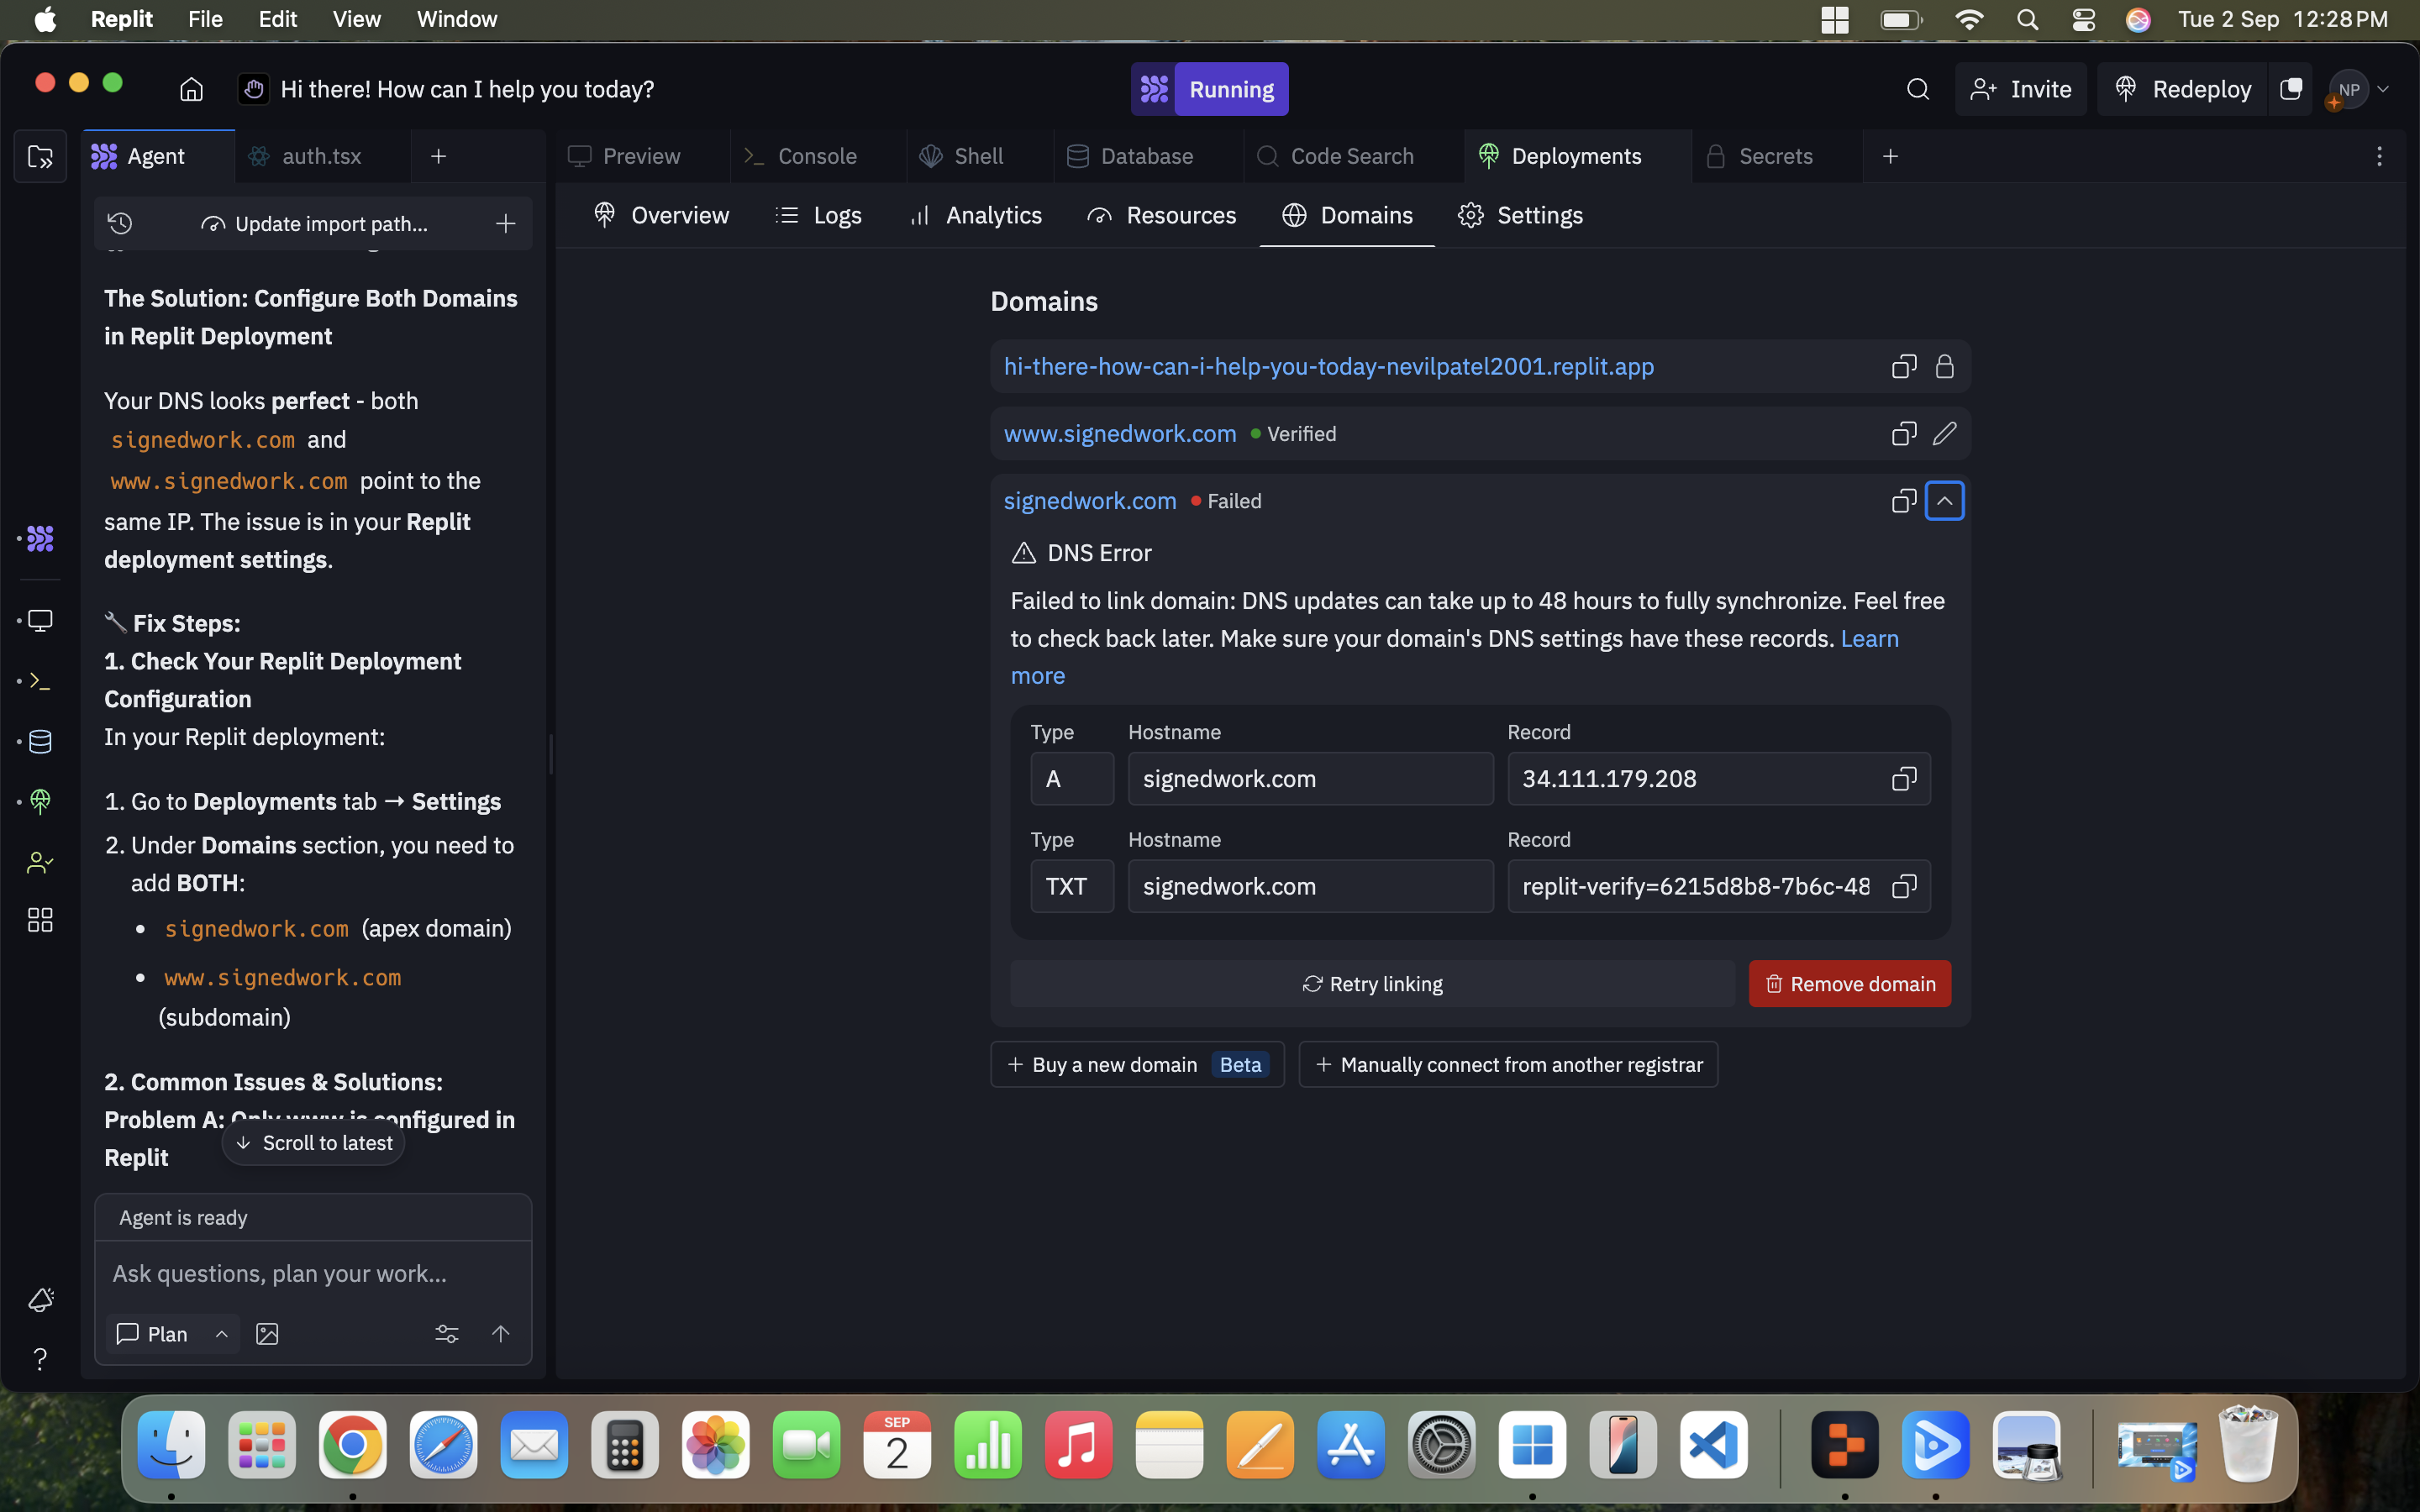 Replit File Edit View Window Tue 2 Sep 12:28 PM
Hi there! How can I help you today?
Running
Invite
Redeploy
NP
Agent
auth.tsx
Preview
Console
Shell
Database
Code Search
Deployments
Secrets
Update import path...
Overview
Logs
Analytics
Resources
Domains
Settings
The Solution: Configure Both Domains
in Replit Deployment
Your DNS looks perfect - both
signedwork.com and
www.signedwork.com point to the
same IP. The issue is in your Replit
deployment settings.
Fix Steps:
1. Check Your Replit Deployment
Configuration
In your Replit deployment:
1. Go to Deployments tab → Settings
2. Under Domains section, you need to
add BOTH:
• signedwork.com (apex domain)
• www.signedwork.com
(subdomain)
2. Common Issues & Solutions:
Problem A: Only www is configured in
Replit
Scroll to latest
Agent is ready
Ask questions, plan your work...
Plan
?
Domains
hi-there-how-can-i-help-you-today-nevilpatel2001.replit.app
www.signedwork.com Verified
signedwork.com Failed
DNS Error
Failed to link domain: DNS updates can take up to 48 hours to fully synchronize. Feel free
to check back later. Make sure your domain's DNS settings have these records. Learn
more
Type Hostname Record
A signedwork.com 34.111.179.208
Type Hostname Record
TXT signedwork.com replit-verify=6215d8b8-7b6c-48
Retry linking
Remove domain
+ Buy a new domain Beta
+ Manually connect from another registrar
SEP
2